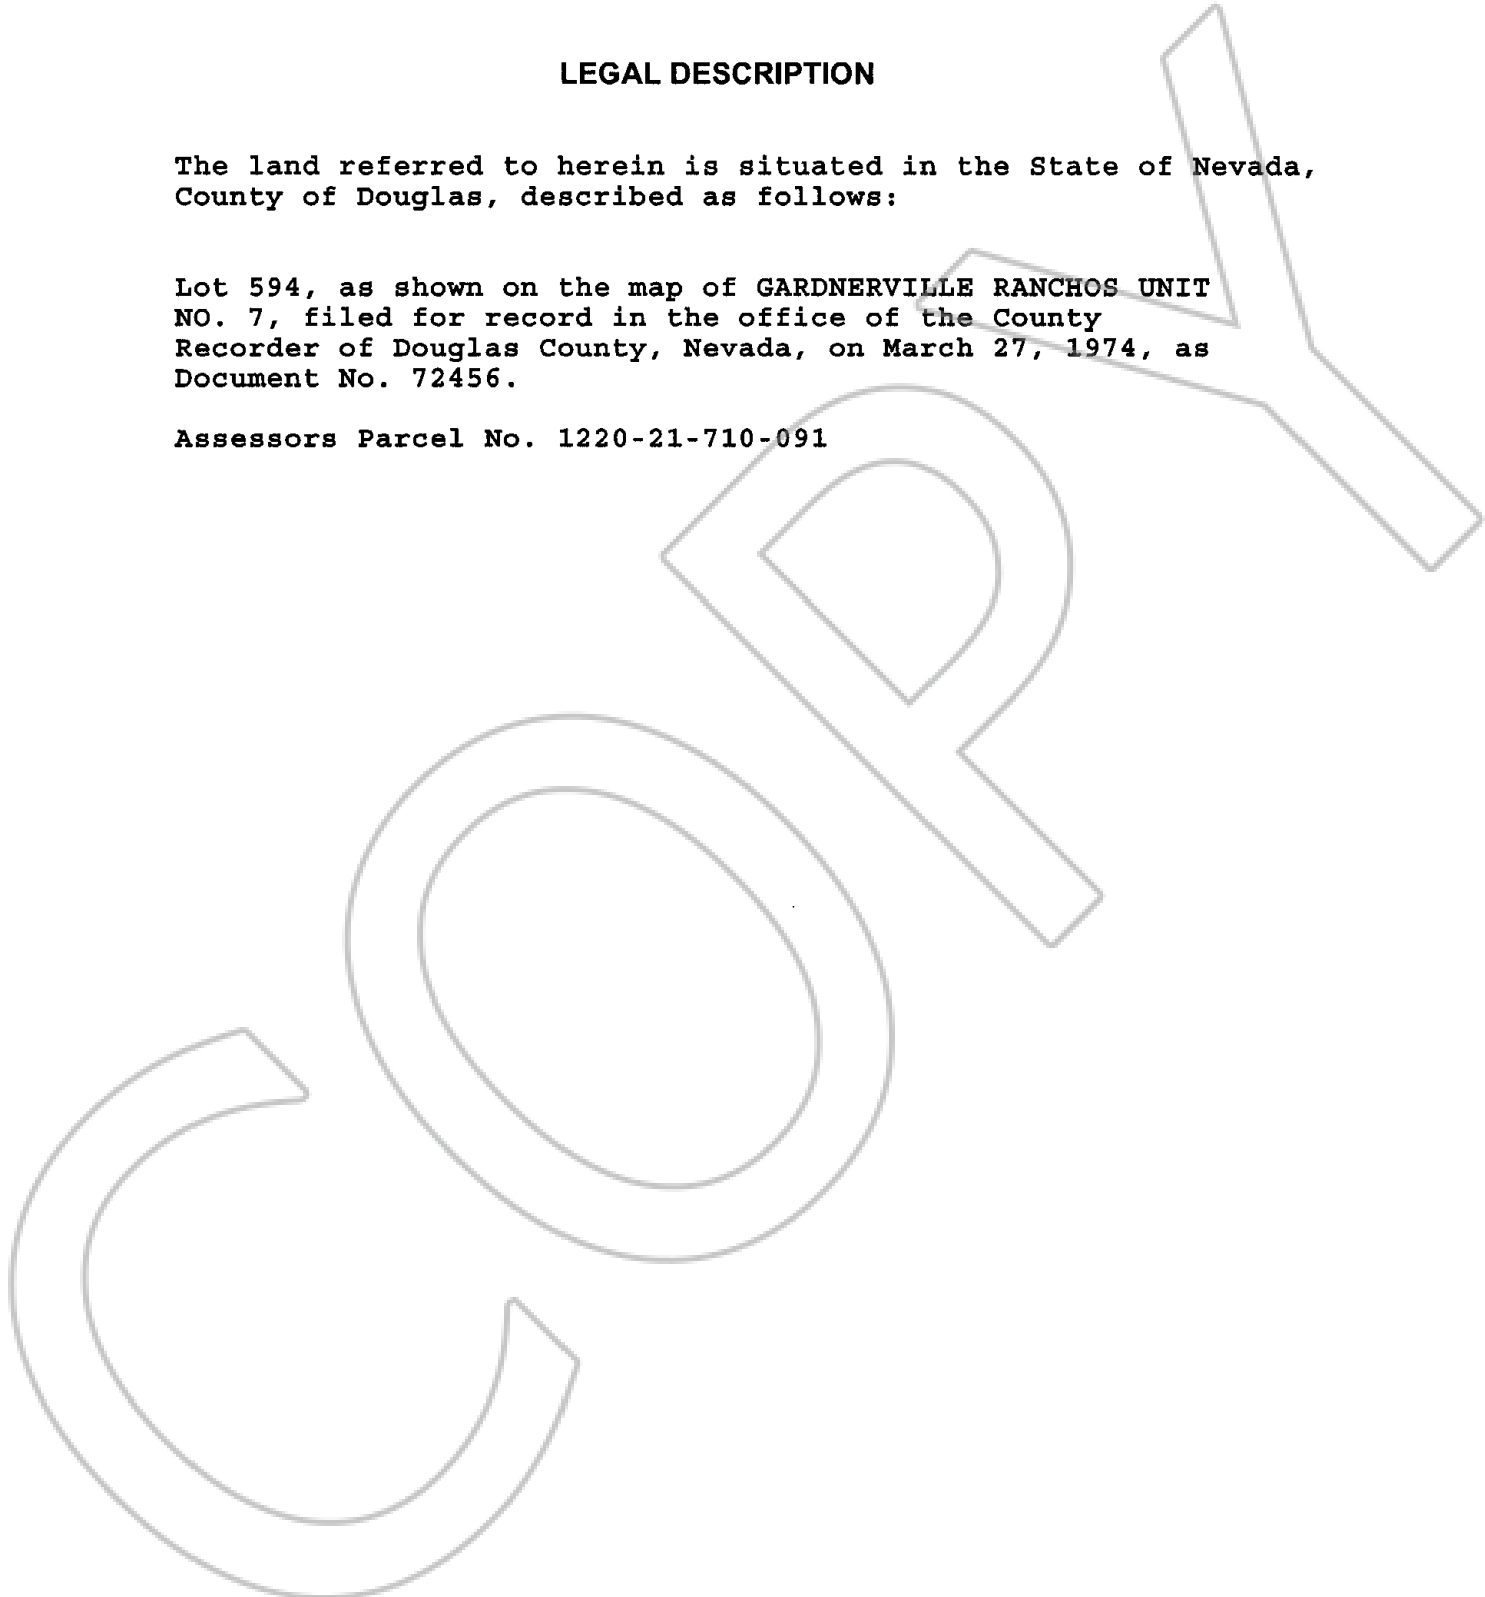 LEGAL DESCRIPTION
The land referred to herein is situated in the State of Nevada,
County of Douglas, described as follows:
Lot 594, as shown on the map of GARDNERVILLE RANCHOS UNIT
NO. 7, filed for record in the office of the County
Recorder of Douglas County, Nevada, on March 27, 1974, as
Document No. 72456.
Assessors Parcel No. 1220-21-710-091
COPY